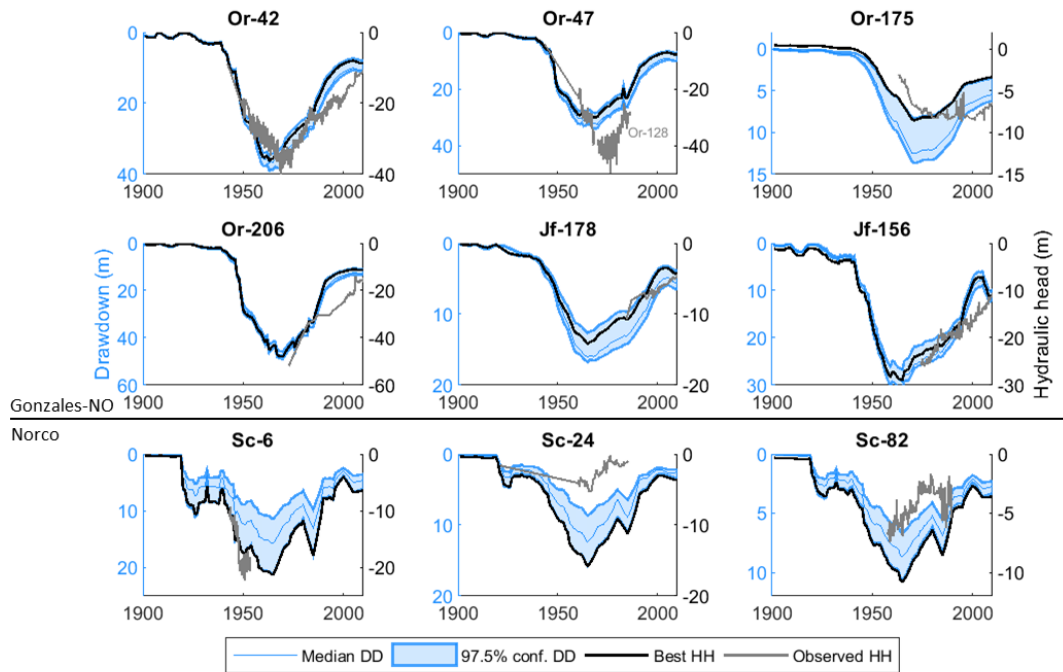 Or-42 Or-47 Or-175
0 0 0 0 0 0
10 5 -5
20 -20 20 -20 10 -10
30
40 -40 40 -60 15 -15
1900 1950 2000 1900 1950 2000 1900 1950 2000
Or-128
Or-206 Jf-178 Jf-156
Drawdown (m)
Hydraulic head (m)
0 0 0 0 0 0
20 -20 10 -10 10 -10
40 -40 20 -20
60 -60 20 -20 30 -30
1900 1950 2000 1900 1950 2000 1900 1950 2000
Gonzales-NO
Norco
Sc-6 Sc-24 Sc-82
0 0 0 0 0 0
10 -10 10 -10 5 -5
20 -20 20 -20 10 -10
1900 1950 2000 1900 1950 2000 1900 1950 2000
Median DD 97.5% conf. DD Best HH Observed HH